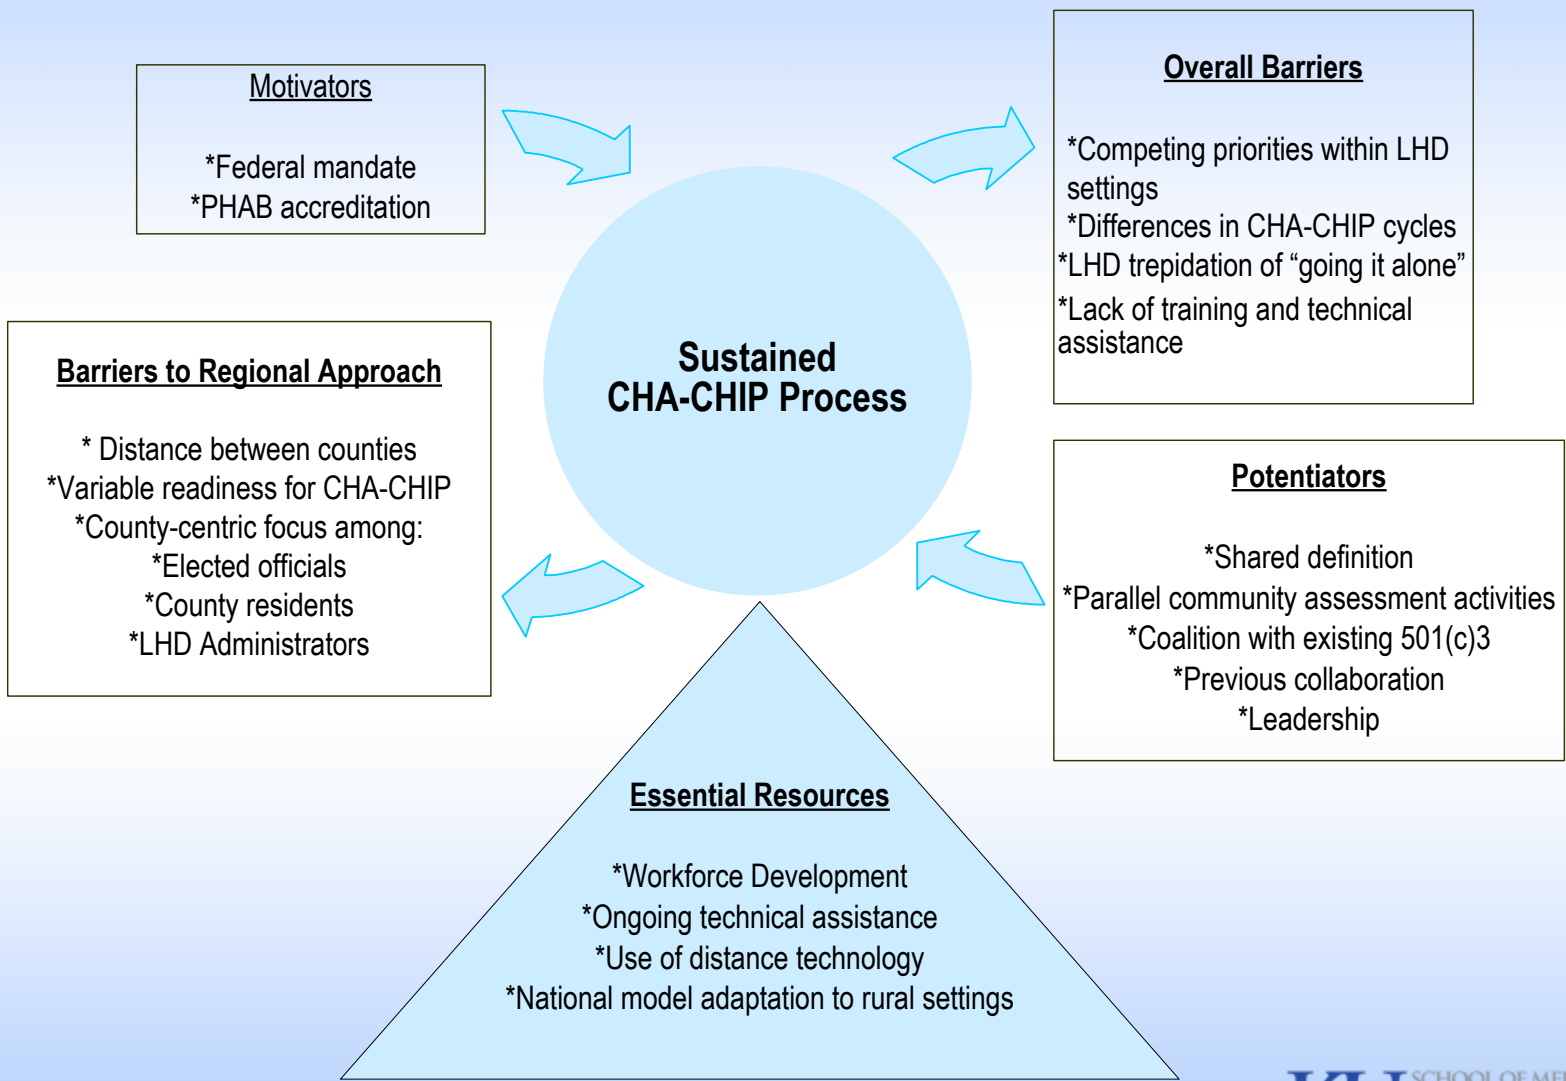 Motivators
*Federal mandate
*PHAB accreditation
Overall Barriers
*Competing priorities within LHD
settings
*Differences in CHA-CHIP cycles
*LHD trepidation of “going it alone”
*Lack of training and technical
assistance
Sustained
CHA-CHIP Process
Barriers to Regional Approach
* Distance between counties
*Variable readiness for CHA-CHIP
*County-centric focus among:
*Elected officials
*County residents
*LHD Administrators
Potentiators
*Shared definition
*Parallel community assessment activities
*Coalition with existing 501(c)3
*Previous collaboration
*Leadership
Essential Resources
*Workforce Development
*Ongoing technical assistance
*Use of distance technology
*National model adaptation to rural settings
SCHOOL OF